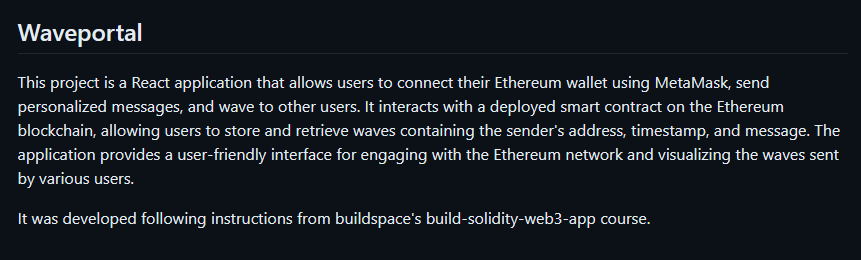 Waveportal
This project is a React application that allows users to connect their Ethereum wallet using MetaMask, send
personalized messages, and wave to other users. It interacts with a deployed smart contract on the Ethereum
blockchain, allowing users to store and retrieve waves containing the sender's address, timestamp, and message. The
application provides a user-friendly interface for engaging with the Ethereum network and visualizing the waves sent
by various users.
It was developed following instructions from buildspace's build-solidity-web3-app course.